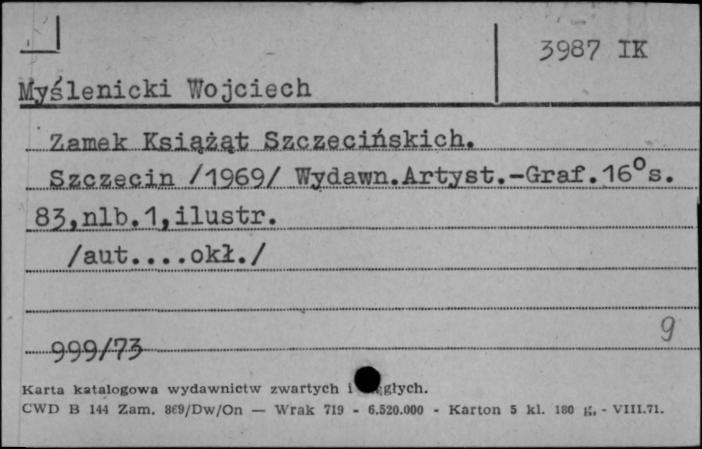 3987 IK
Myślenicki Wojciech
Zamek Książąt Szczecińskich.
Szczecin /1969/ Wydawn.Artyst.-Graf.16°s.
83,nlb.1,ilustr.
/aut....okł./
9
999/73
Karta katalogowa wydawnictw zwartych i
CWD B 144 Zam. 869/Dw/On — Wrak 719 - 6.520.000 - Karton 5 kl. 180 g, - VIII.71.